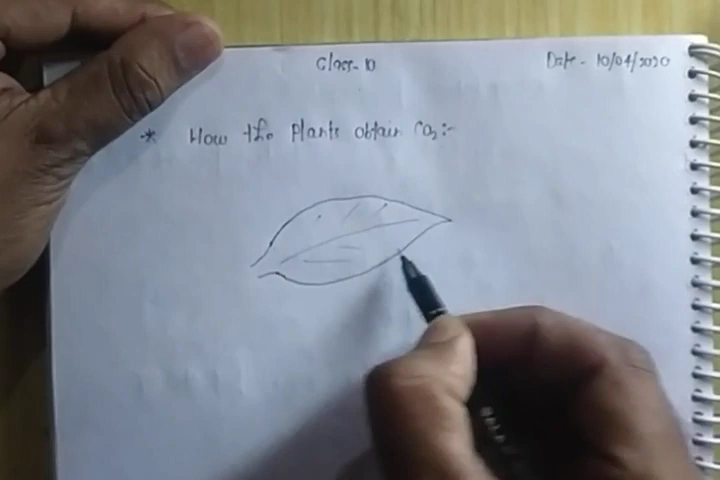 Class-10
Date - 10/04/2020
* How the Plants obtain CO₂:-